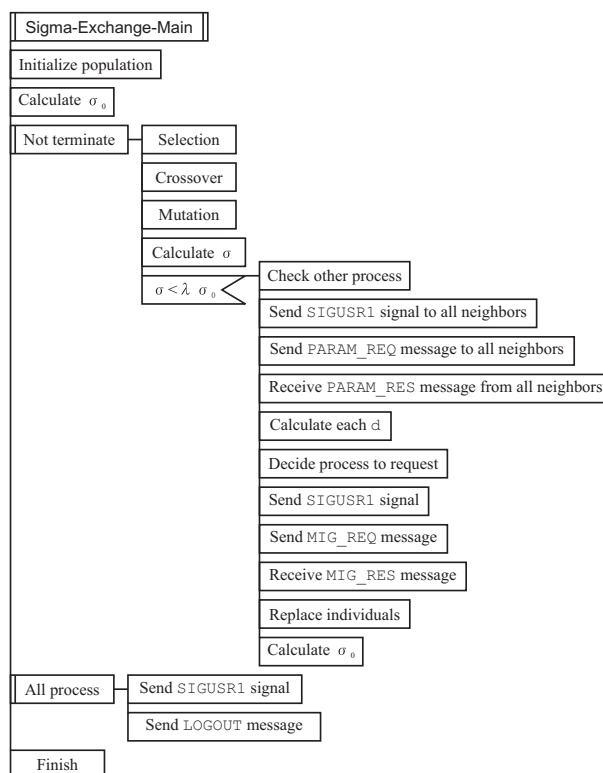 Sigma-Exchange-Main
Initialize population
Calculate σ₀
Not terminate
Selection
Crossover
Mutation
Calculate σ
σ < λ σ₀
Check other process
Send SIGUSR1 signal to all neighbors
Send PARAM_REQ message to all neighbors
Receive PARAM_RES message from all neighbors
Calculate each d
Decide process to request
Send SIGUSR1 signal
Send MIG_REQ message
Receive MIG_RES message
Replace individuals
Calculate σ₀
All process
Send SIGUSR1 signal
Send LOGOUT message
Finish